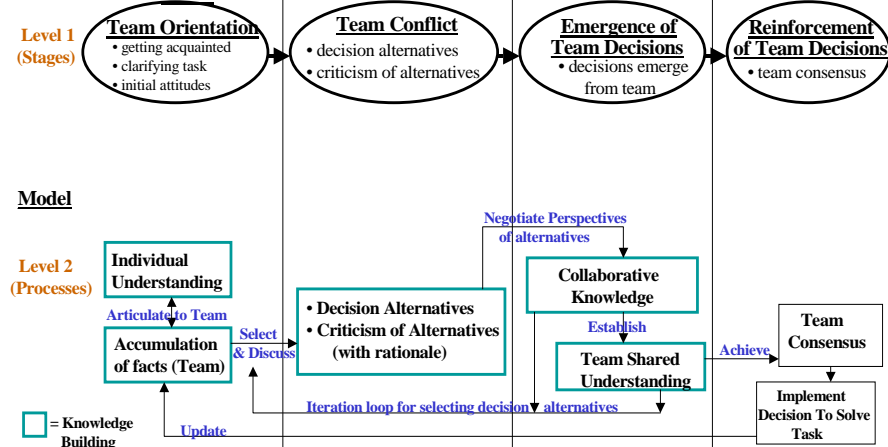 Level 1
(Stages)
Team Orientation
• getting acquainted
• clarifying task
• initial attitudes
Team Conflict
• decision alternatives
• criticism of alternatives
Emergence of
Team Decisions
• decisions emerge
from team
Reinforcement
of Team Decisions
• team consensus
Model
Level 2
(Processes)
Individual
Understanding
Articulate to Team
Accumulation
of facts (Team)
Select
& Discuss
• Decision Alternatives
• Criticism of Alternatives
(with rationale)
Negotiate Perspectives
of alternatives
Collaborative
Knowledge
Establish
Team Shared
Understanding
Achieve
Team
Consensus
Implement
Decision To Solve
Task
Iteration loop for selecting decision alternatives
Update
= Knowledge
Building